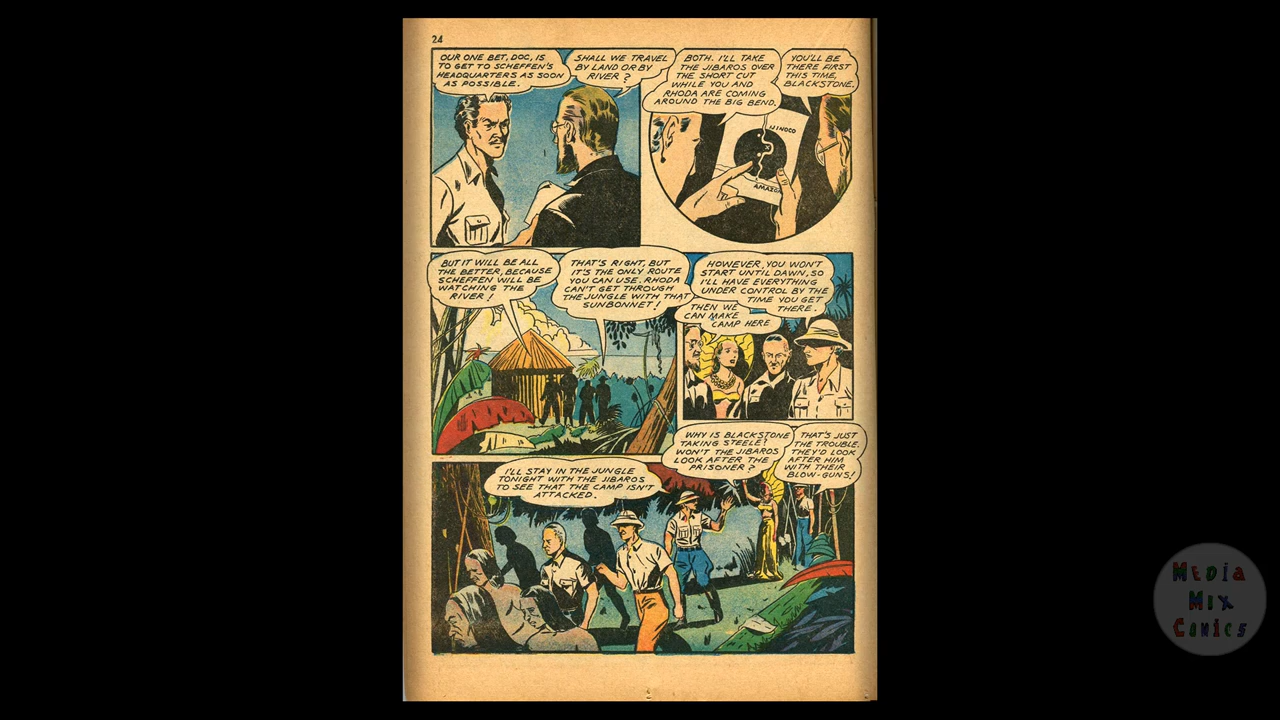 24
OUR ONE BET, DOC, IS
TO GET TO SCHEFFEN'S
HEADQUARTERS AS SOON
AS POSSIBLE.
SHALL WE TRAVEL
BY LAND OR BY
RIVER?
BOTH. I'LL TAKE
THE JIBAROS OVER
THE SHORT CUT
WHILE YOU AND
RHODA ARE COMING
AROUND THE BIG BEND.
YOU'LL BE
THERE FIRST
THIS TIME,
BLACKSTONE.
AMAZON
BUT IT WILL BE ALL
THE BETTER, BECAUSE
SCHEFFEN WILL BE
WATCHING THE
RIVER!
THAT'S RIGHT, BUT
IT'S THE ONLY ROUTE
YOU CAN USE. RHODA
CAN'T GET THROUGH
THE JUNGLE WITH THAT
SUNBONNET!
HOWEVER, YOU WON'T
START UNTIL DAWN, SO
I'LL HAVE EVERYTHING
UNDER CONTROL BY THE
TIME YOU GET
THERE.
THEN WE
CAN MAKE
CAMP HERE
I'LL STAY IN THE JUNGLE
TONIGHT WITH THE JIBAROS
TO SEE THAT THE CAMP ISN'T
ATTACKED.
WHY IS BLACKSTONE
TAKING STEELE?
WON'T THE JIBAROS
LOOK AFTER THE
PRISONER?
THAT'S JUST
THE TROUBLE.
THEY'D LOOK
AFTER HIM
WITH THEIR
BLOW-GUNS!
MEDIA
MIX
COMICS